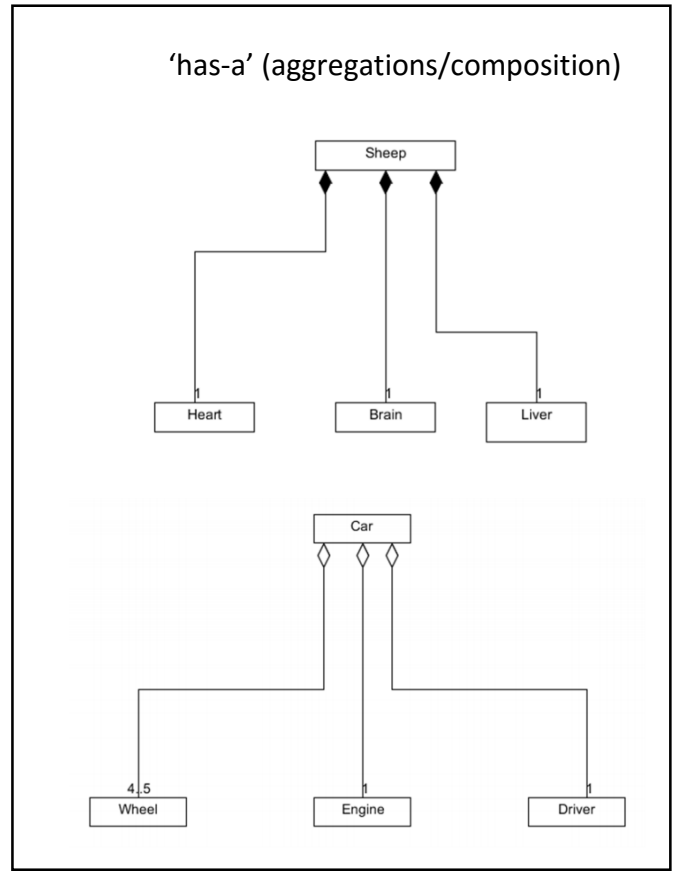 ‘has-a’ (aggregations/composition)
Sheep
1 1 1
Heart Brain Liver
Car
4..5 1 1
Wheel Engine Driver